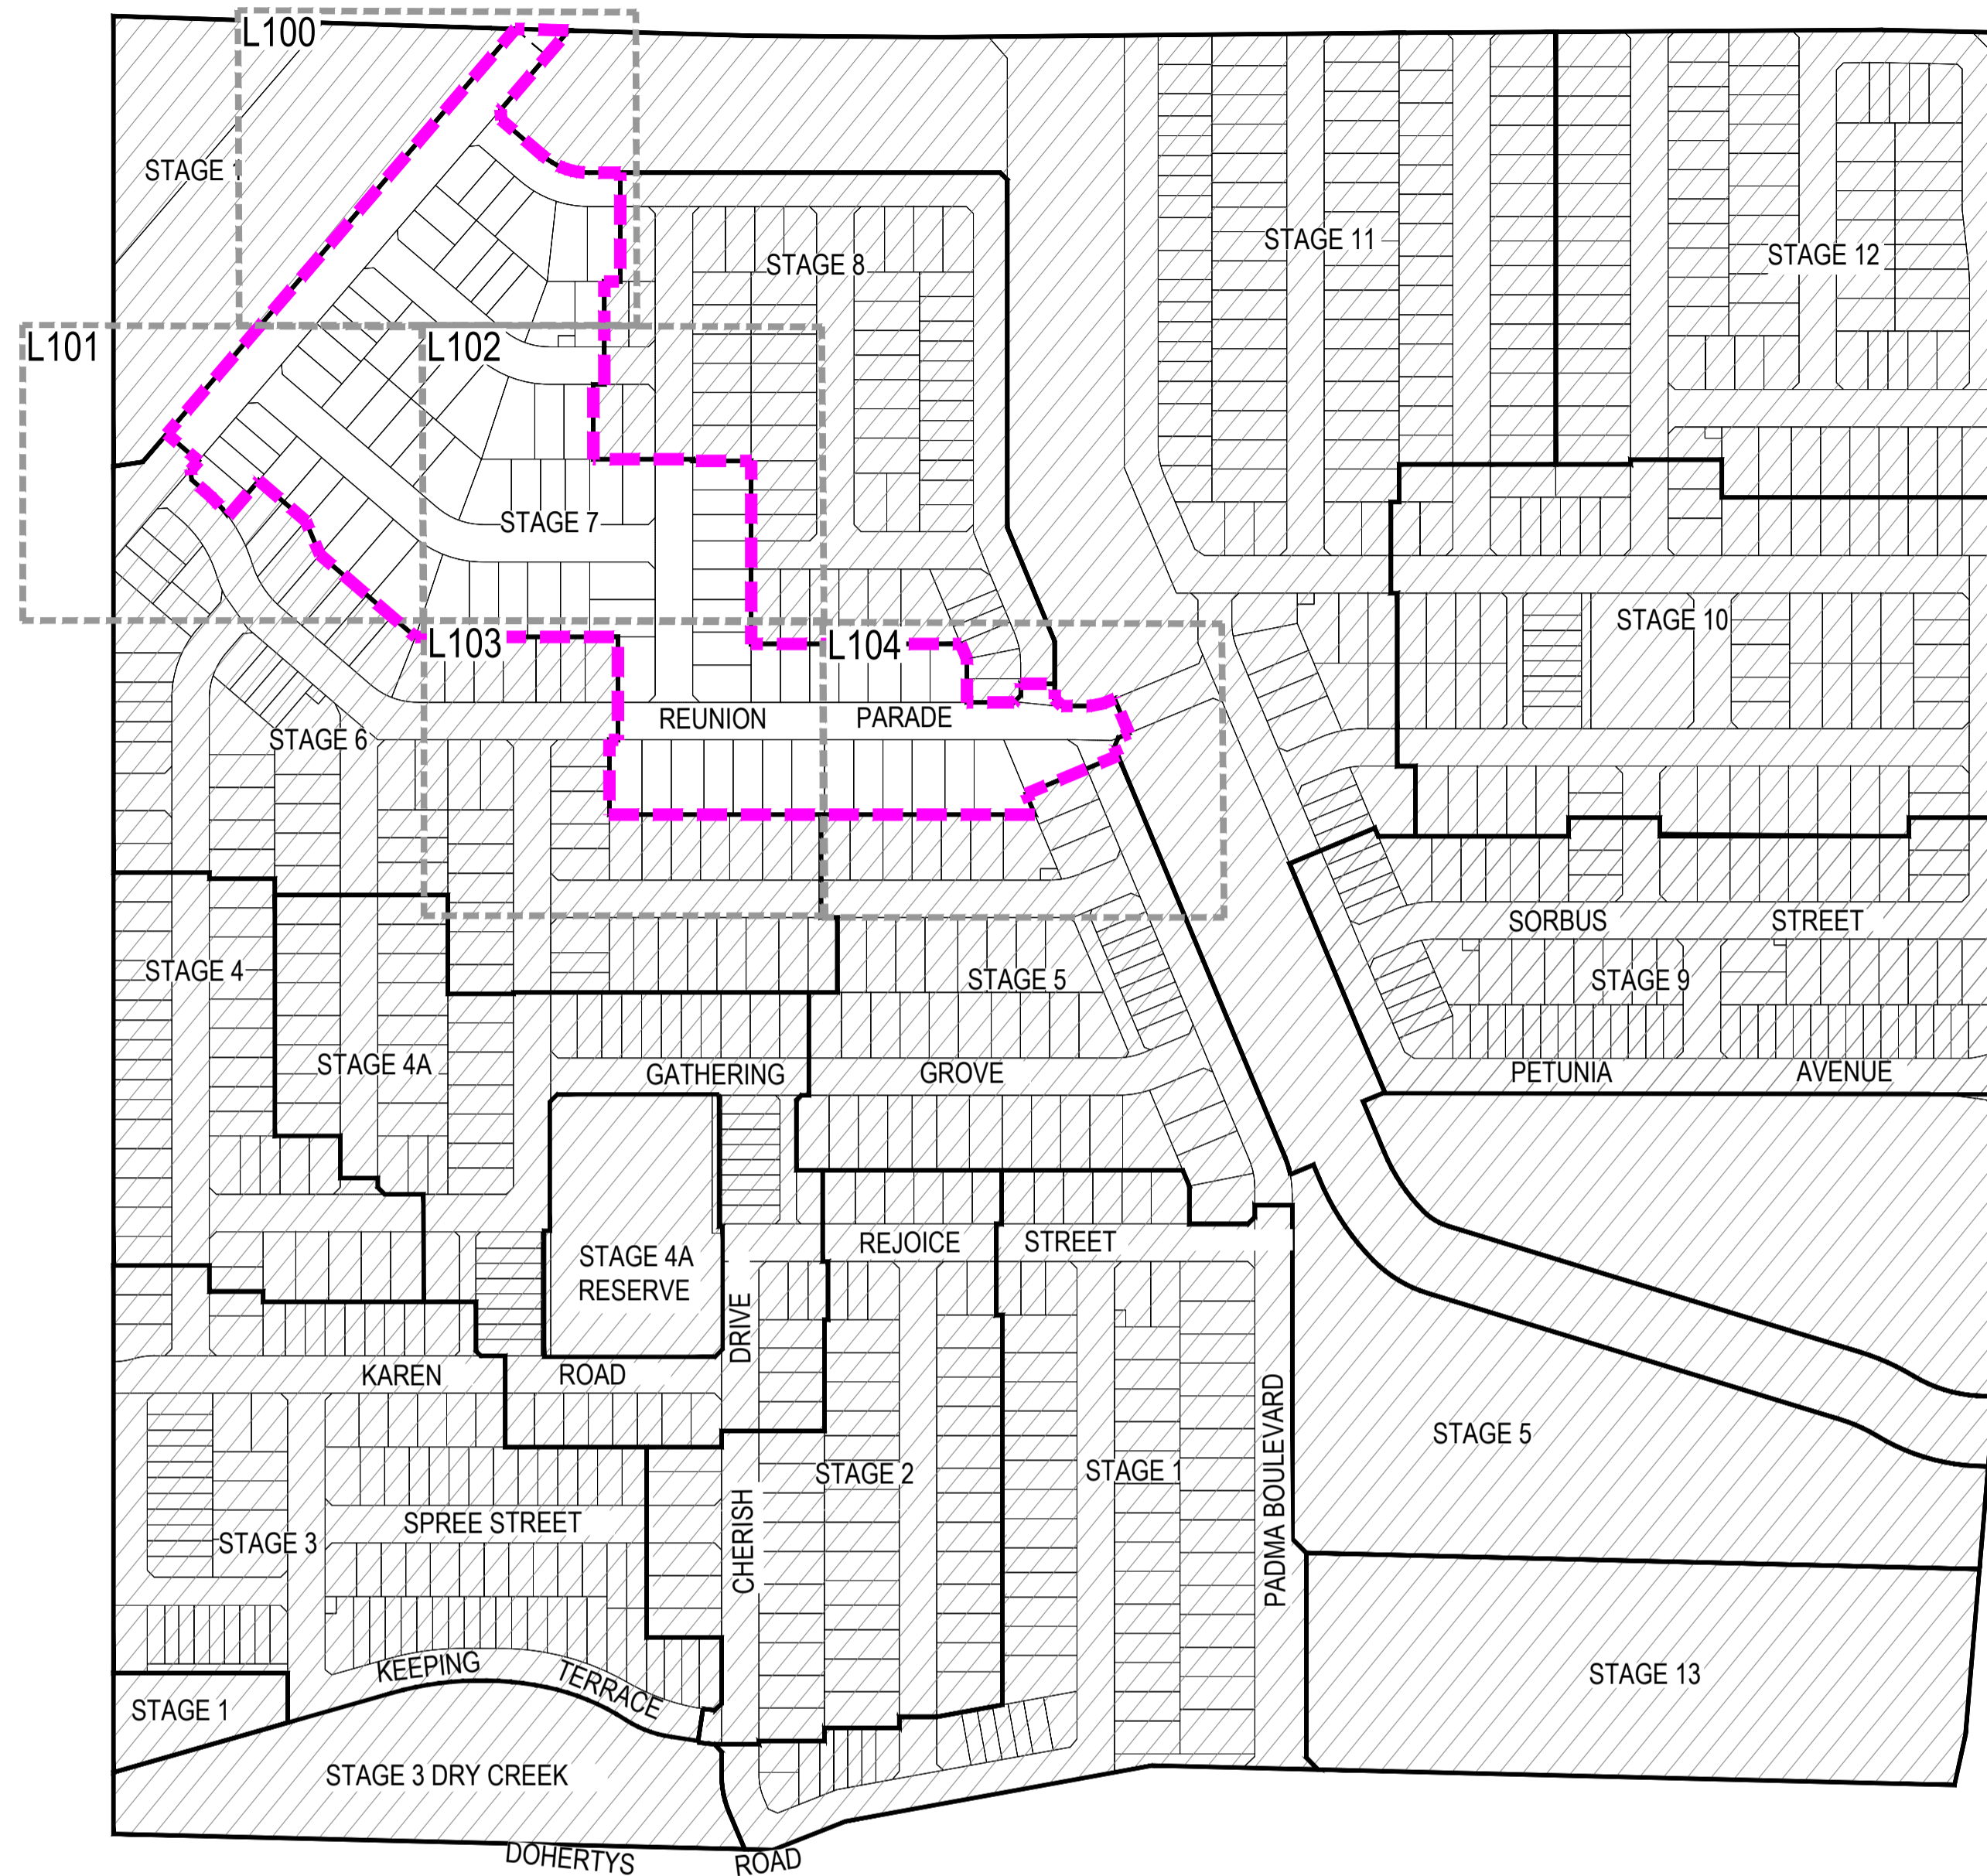 L100
STAGE 1
STAGE 11
STAGE 12
STAGE 8
L101
L102
STAGE 7
STAGE 10
L103
L104
REUNION PARADE
STAGE 6
SORBUS STREET
STAGE 4
STAGE 5
STAGE 9
STAGE 4A
GATHERING GROVE
PETUNIA AVENUE
REJOICE STREET
STAGE 4A
RESERVE
DRIVE
KAREN ROAD
STAGE 5
PADMA BOULEVARD
STAGE 2
STAGE 1
SPREE STREET
CHERISH
STAGE 3
KEEPING TERRACE
STAGE 13
STAGE 1
STAGE 3 DRY CREEK
DOHERTYS ROAD